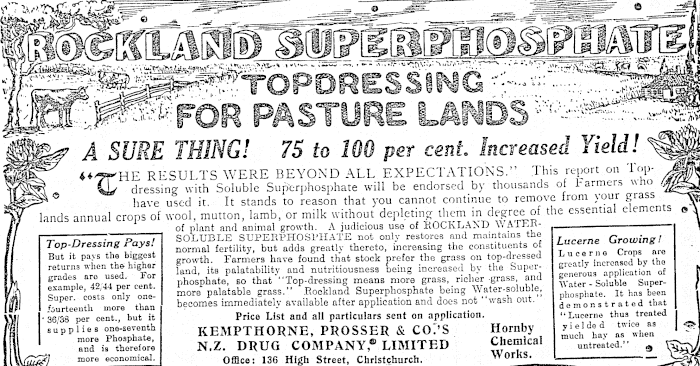 ROCKLAND SUPERPHOSPHATE
TOPDRESSING
FOR PASTURE LANDS
A SURE THING! 75 to 100 per cent. Increased Yield!
"THE RESULTS WERE BEYOND ALL EXPECTATIONS." This report on Top-
dressing with Soluble Superphosphate will be endorsed by thousands of Farmers who
have used it. It stands to reason that you cannot continue to remove from your grass
lands annual crops of wool, mutton, lamb, or milk without depleting them in degree of the essential elements
of plant and animal growth. A judicious use of ROCKLAND WATER-
SOLUBLE SUPERPHOSPHATE not only restores and maintains the
normal fertility, but adds greatly thereto, increasing the constituents of
growth. Farmers have found that stock prefer the grass on top-dressed
land, its palatability and nutritiousness being increased by the Super-
phosphate, so that "Top-dressing means more grass, richer grass, and
more palatable grass." Rockland Superphosphate being Water-soluble,
becomes immediately available after application and does not "wash out."
Top-Dressing Pays!
But it pays the biggest
returns when the higher
grades are used. For
example, 42/44 per cent.
Super. costs only one-
fourteenth more than
36/38 per cent., but it
supplies one-seventh
more Phosphate,
and is therefore
more economical.
Lucerne Growing!
Lucerne Crops are
greatly increased by the
generous application of
Water-Soluble Super-
phosphate. It has been
demonstrated that
"Lucerne thus treated
yielded twice as
much hay as when
untreated."
Price List and all particulars sent on application.
KEMPTHORNE, PROSSER & CO.'S
N.Z. DRUG COMPANY, LIMITED
Office: 136 High Street, Christchurch.
Hornby
Chemical
Works.